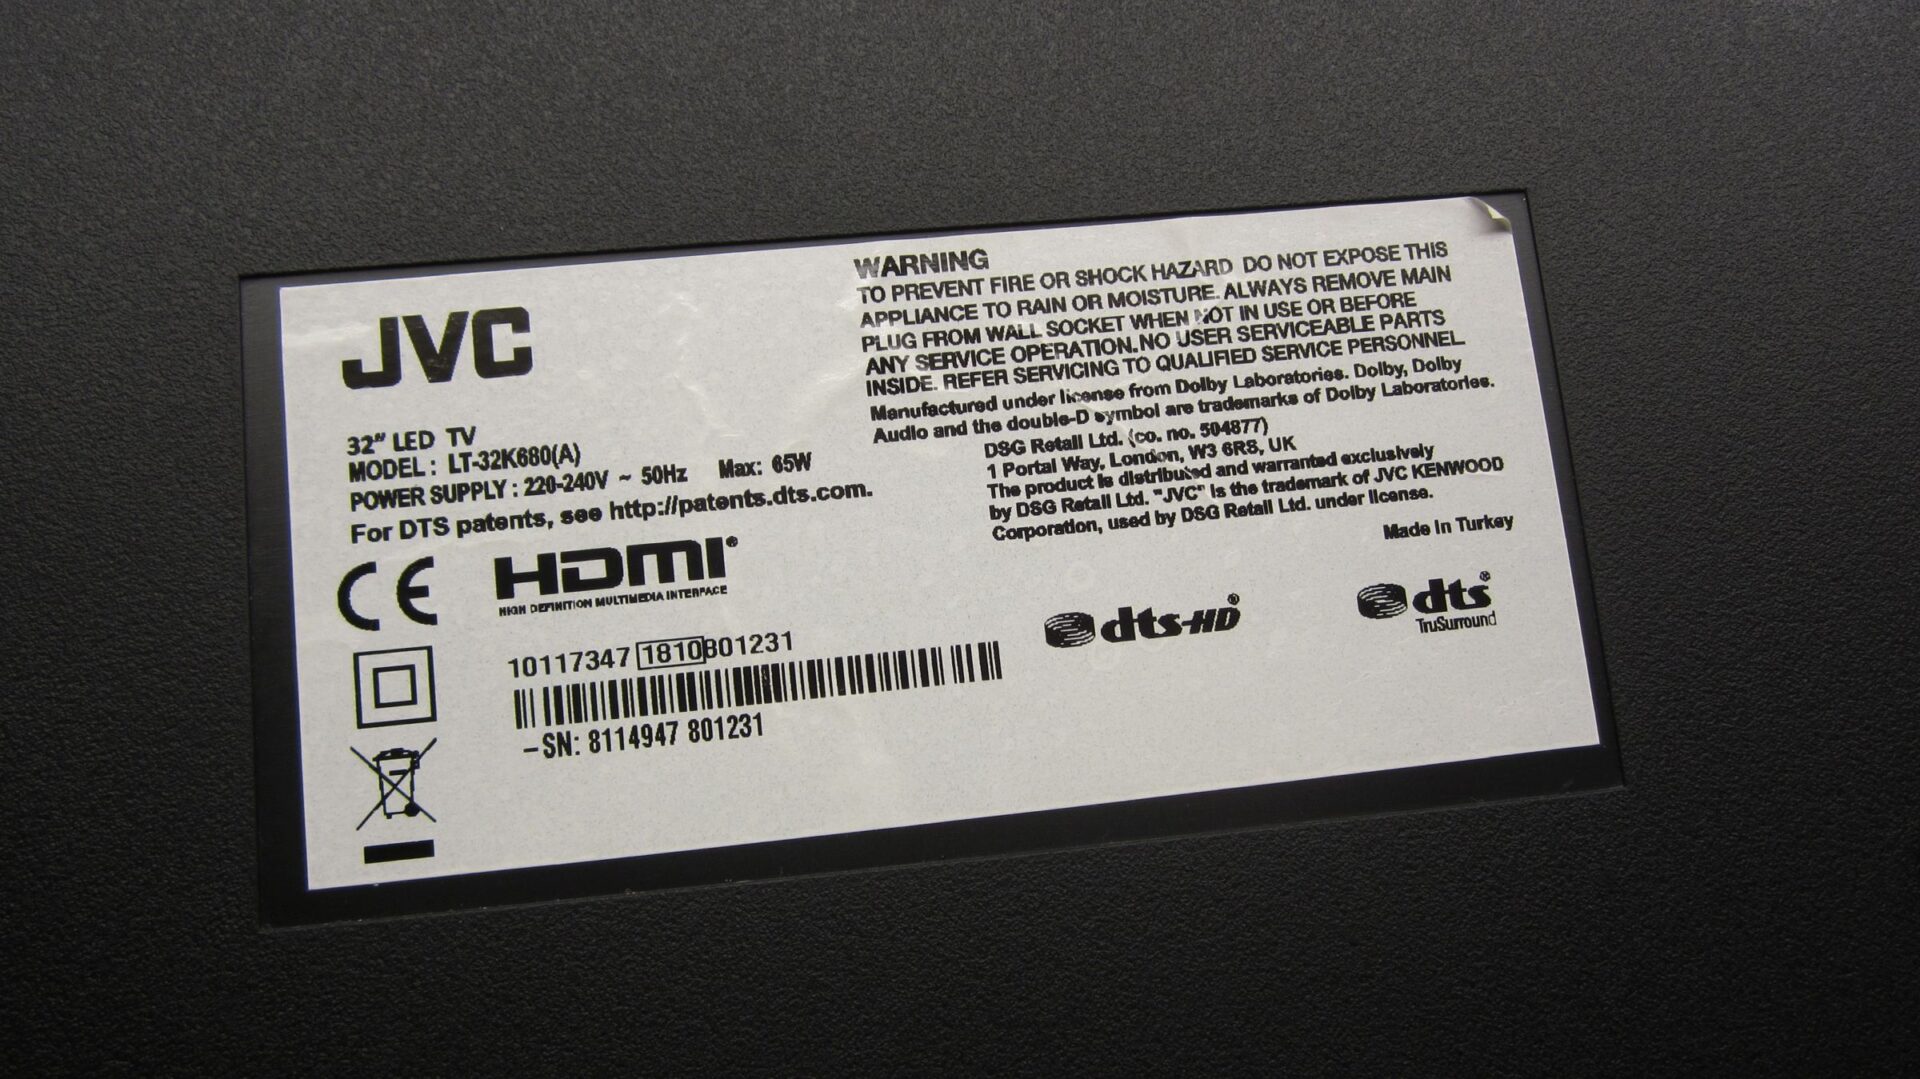 JVC
32" LED TV
MODEL : LT-32K680(A)
POWER SUPPLY : 220-240V ~ 50Hz Max: 65W
For DTS patents, see http://patents.dts.com.
CE
HDMI®
HIGH DEFINITION MULTIMEDIA INTERFACE
10117347 1810801231
-SN: 8114947 801231
WARNING
TO PREVENT FIRE OR SHOCK HAZARD DO NOT EXPOSE THIS
APPLIANCE TO RAIN OR MOISTURE. ALWAYS REMOVE MAIN
PLUG FROM WALL SOCKET WHEN NOT IN USE OR BEFORE
ANY SERVICE OPERATION. NO USER SERVICEABLE PARTS
INSIDE. REFER SERVICING TO QUALIFIED SERVICE PERSONNEL.
Manufactured under license from Dolby Laboratories. Dolby, Dolby
Audio and the double-D symbol are trademarks of Dolby Laboratories.
DSG Retail Ltd. (co. no. 504877)
1 Portal Way, London, W3 6RS, UK
The product is distributed and warranted exclusively
by DSG Retail Ltd. "JVC" is the trademark of JVC KENWOOD
Corporation, used by DSG Retail Ltd. under license.
Made in Turkey
dts-HD®
dts®
TruSurround